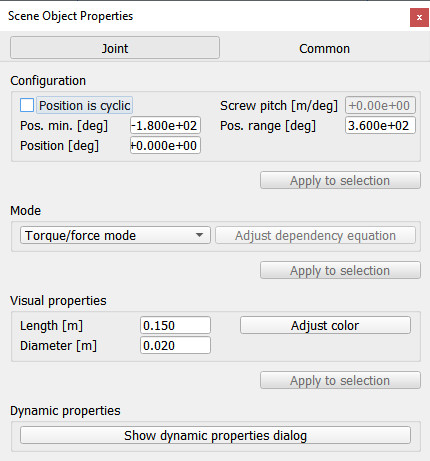 Scene Object Properties
x
Joint Common
Configuration
Position is cyclic Screw pitch [m/deg] +0.00e+00
Pos. min. [deg] -1.800e+02 Pos. range [deg] 3.600e+02
Position [deg] +0.000e+00
Apply to selection
Mode
Torque/force mode Adjust dependency equation
Apply to selection
Visual properties
Length [m] 0.150 Adjust color
Diameter [m] 0.020
Apply to selection
Dynamic properties
Show dynamic properties dialog